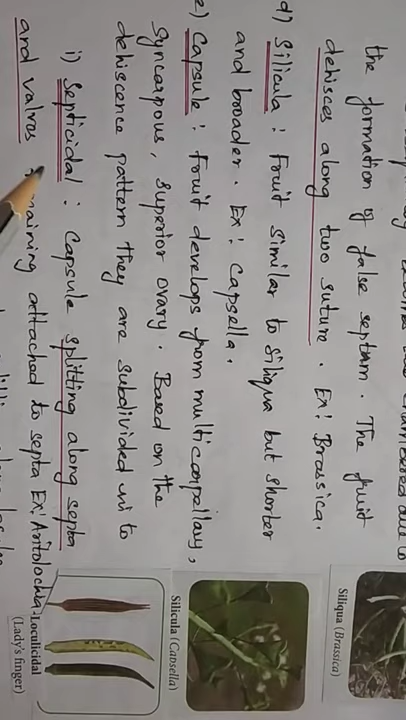 the formation of false septum. The fruit
dehisces along two suture. Ex: Brassica.
d) Silicula : Fruit similar to siliqua but shorter
and broader. Ex: Capsella.
e) Capsule : Fruit develops from multicarpellary,
Syncarpous, Superior ovary. Based on the
dehiscence pattern they are subdivided into
i) Septicidal : Capsule splitting along septa
and valves attached to septa Ex: Aristolochia
Siliqua (Brassica)
Silicula (Capsella)
Loculicidal
(Lady's finger)